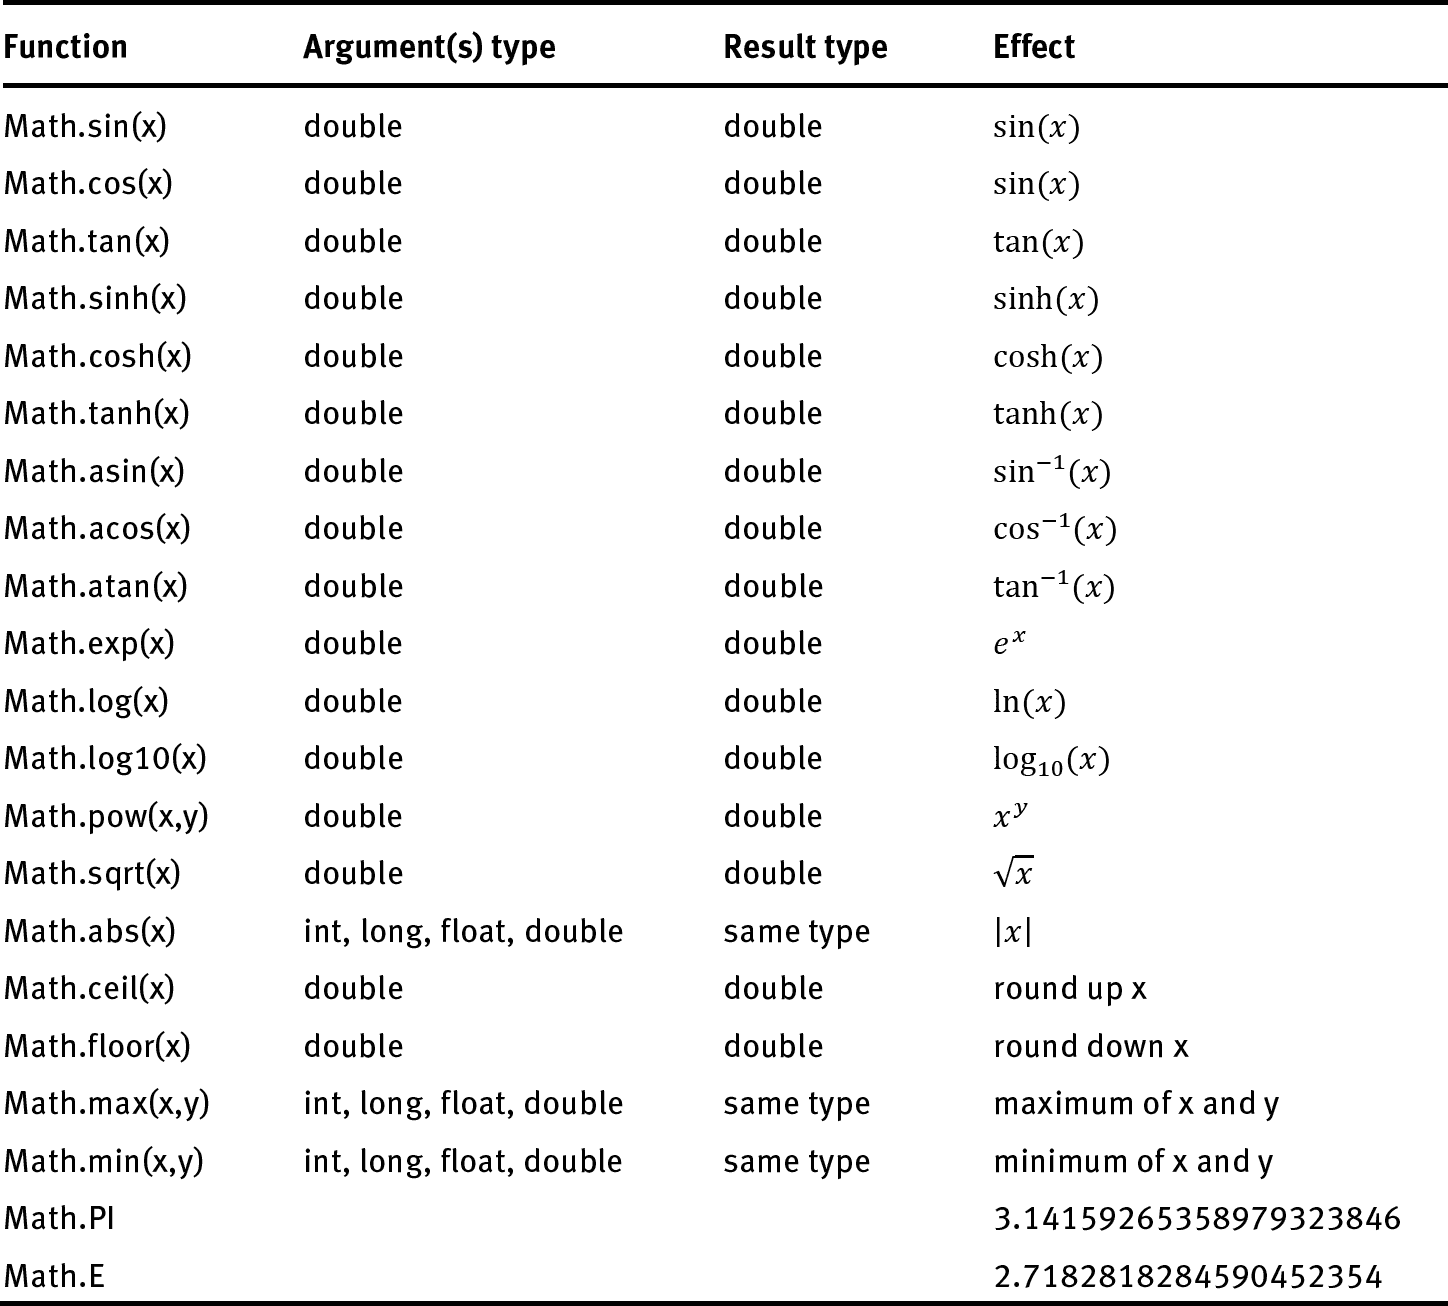 Function Argument(s) type Result type Effect
Math.sin(x) double double sin(x)
Math.cos(x) double double sin(x)
Math.tan(x) double double tan(x)
Math.sinh(x) double double sinh(x)
Math.cosh(x) double double cosh(x)
Math.tanh(x) double double tanh(x)
Math.asin(x) double double sin⁻¹(x)
Math.acos(x) double double cos⁻¹(x)
Math.atan(x) double double tan⁻¹(x)
Math.exp(x) double double eˣ
Math.log(x) double double ln(x)
Math.log10(x) double double log₁₀(x)
Math.pow(x,y) double double xʸ
Math.sqrt(x) double double √x
Math.abs(x) int, long, float, double same type |x|
Math.ceil(x) double double round up x
Math.floor(x) double double round down x
Math.max(x,y) int, long, float, double same type maximum of x and y
Math.min(x,y) int, long, float, double same type minimum of x and y
Math.PI 3.14159265358979323846
Math.E 2.7182818284590452354